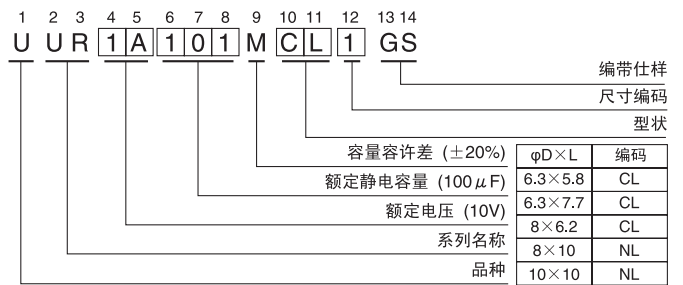 1 2 3 4 5 6 7 8 9 10 11 12 13 14
U U R 1 A 1 0 1 M C L 1 G S
编带仕样
尺寸编码
型状
容量容许差 (±20%)
额定静电容量 (100μF)
额定电压 (10V)
系列名称
品种
φD×L 编码
6.3×5.8 CL
6.3×7.7 CL
8×6.2 CL
8×10 NL
10×10 NL